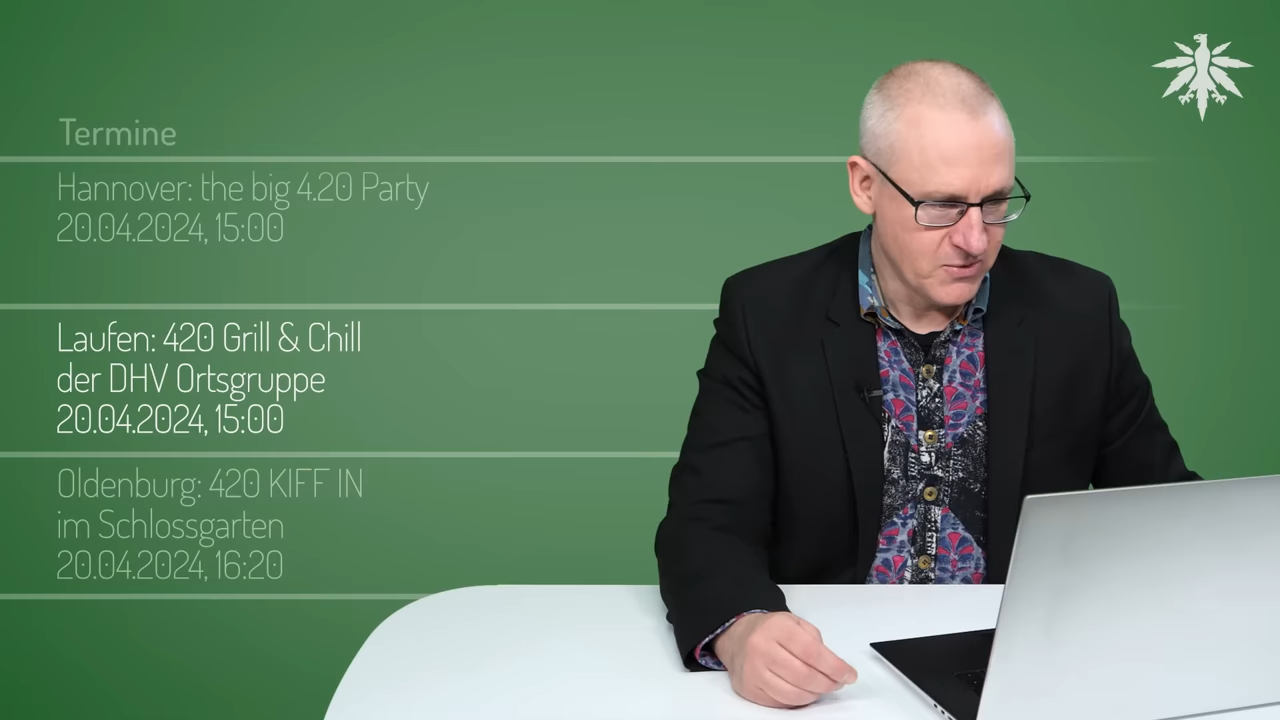 Termine
Hannover: the big 4.20 Party
20.04.2024, 15:00
Laufen: 420 Grill & Chill
der DHV Ortsgruppe
20.04.2024, 15:00
Oldenburg: 420 KIFF IN
im Schlossgarten
20.04.2024, 16:20